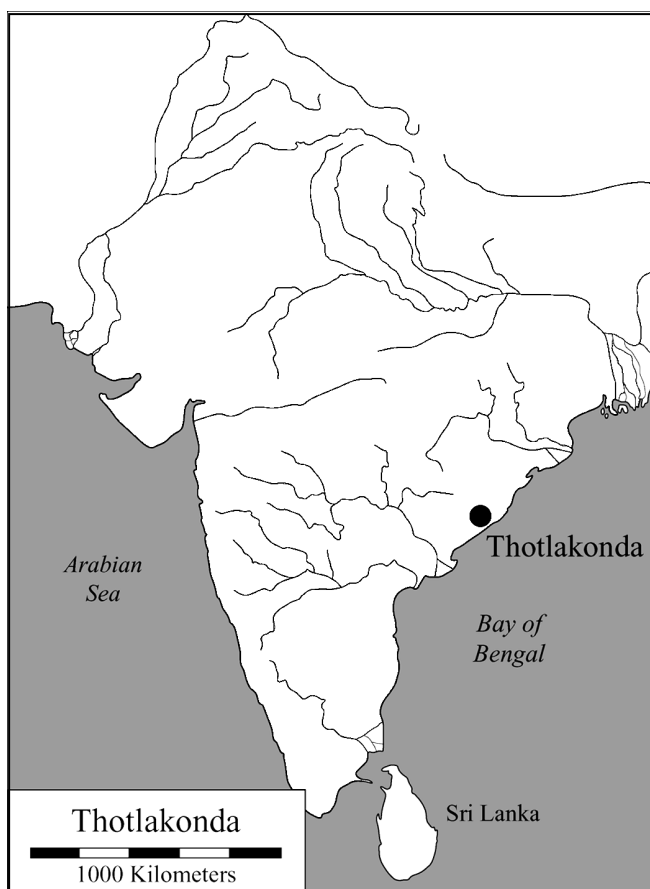 Thotlakonda
Arabian
Sea
Bay of
Bengal
Sri Lanka
Thotlakonda
1000 Kilometers